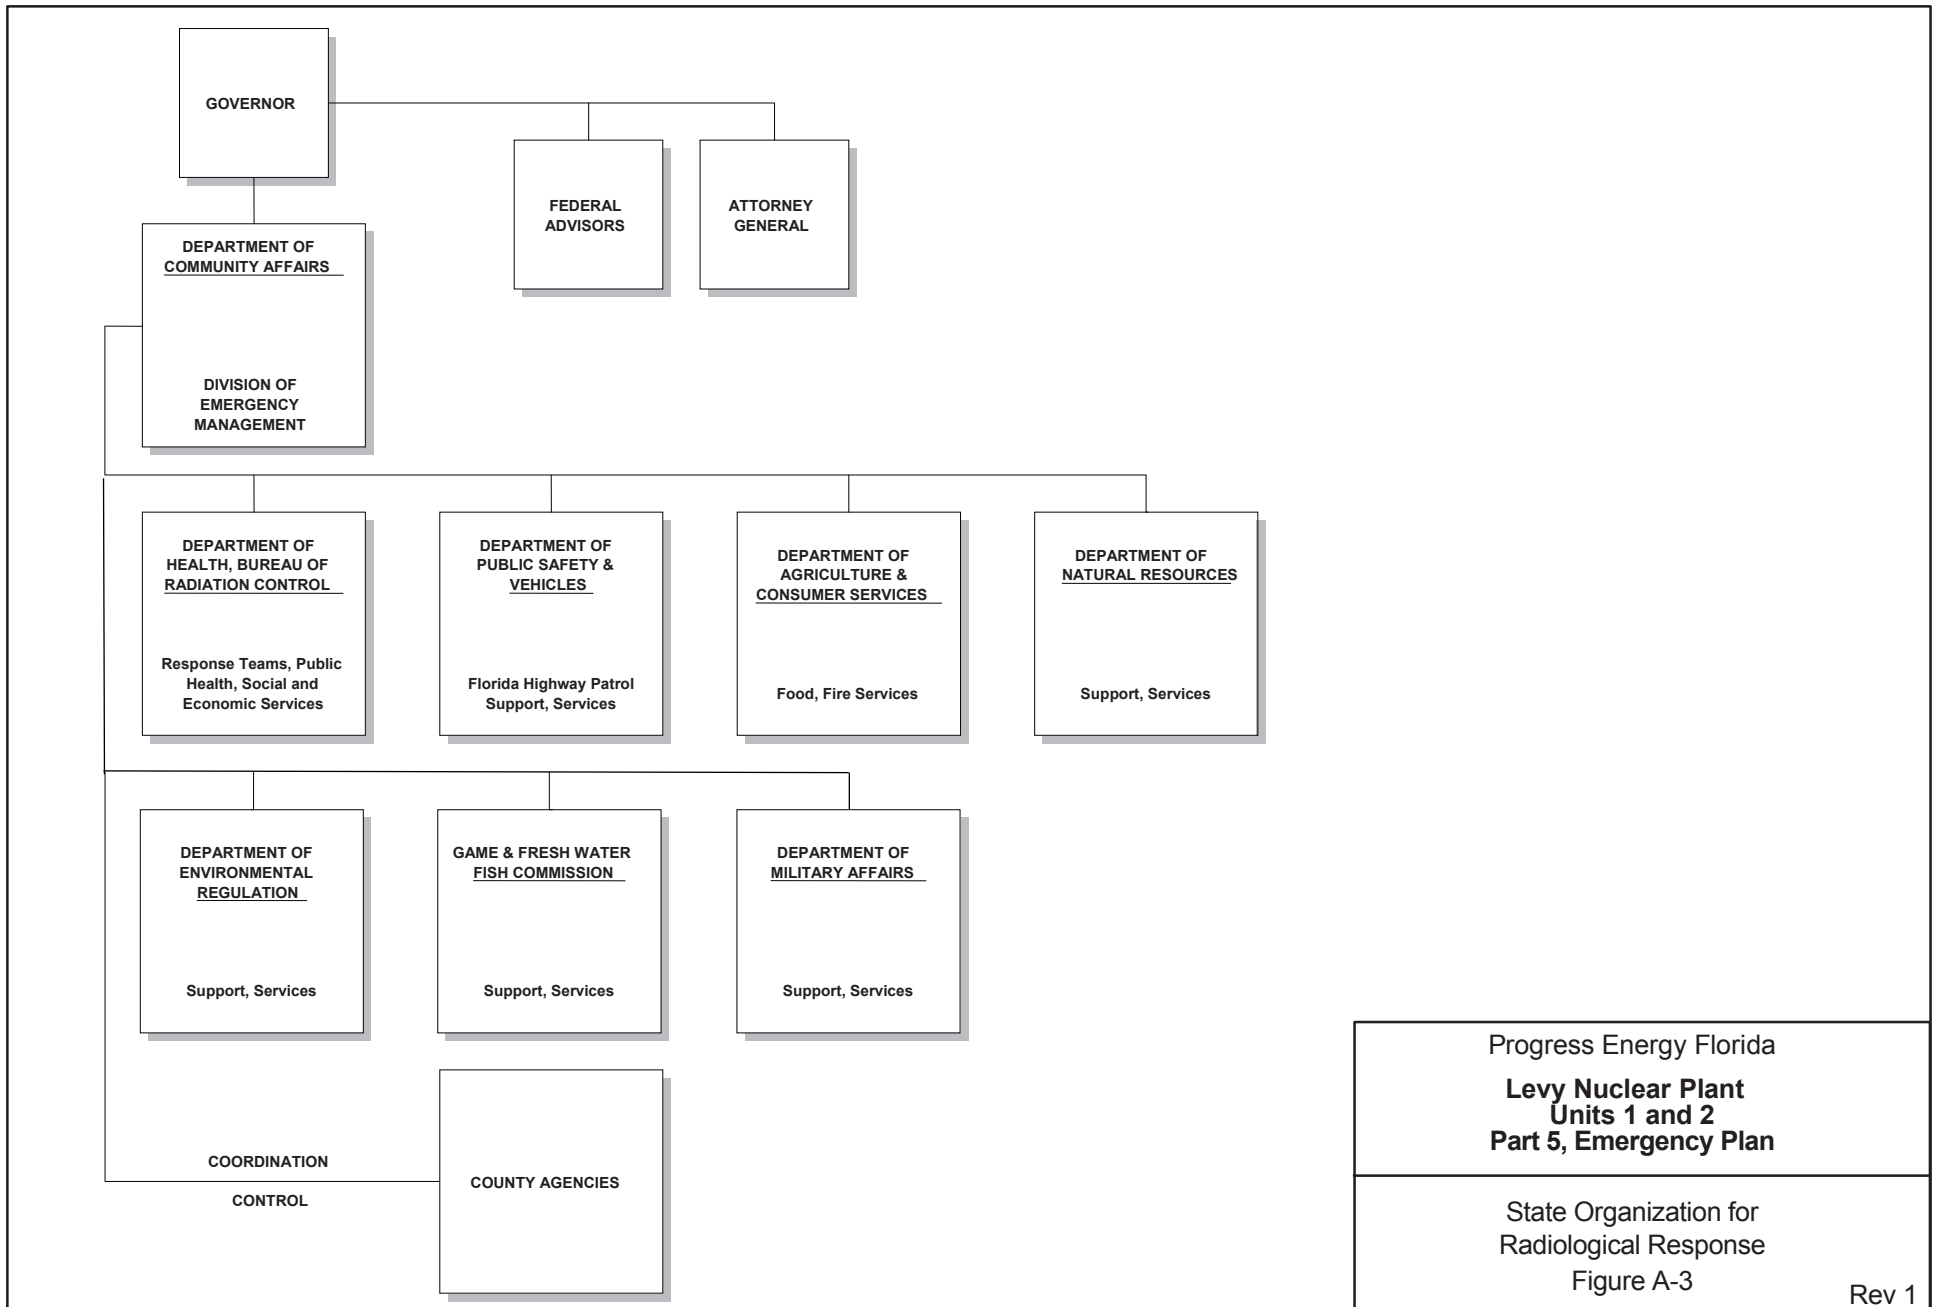 GOVERNOR
FEDERAL
ADVISORS
ATTORNEY
GENERAL
DEPARTMENT OF
COMMUNITY AFFAIRS
DIVISION OF
EMERGENCY
MANAGEMENT
DEPARTMENT OF
HEALTH, BUREAU OF
RADIATION CONTROL
Response Teams, Public
Health, Social and
Economic Services
DEPARTMENT OF
PUBLIC SAFETY &
VEHICLES
Florida Highway Patrol
Support, Services
DEPARTMENT OF
AGRICULTURE &
CONSUMER SERVICES
Food, Fire Services
DEPARTMENT OF
NATURAL RESOURCES
Support, Services
DEPARTMENT OF
ENVIRONMENTAL
REGULATION
Support, Services
GAME & FRESH WATER
FISH COMMISSION
Support, Services
DEPARTMENT OF
MILITARY AFFAIRS
Support, Services
COORDINATION
CONTROL
COUNTY AGENCIES
Progress Energy Florida
Levy Nuclear Plant
Units 1 and 2
Part 5, Emergency Plan
State Organization for
Radiological Response
Figure A-3
Rev 1